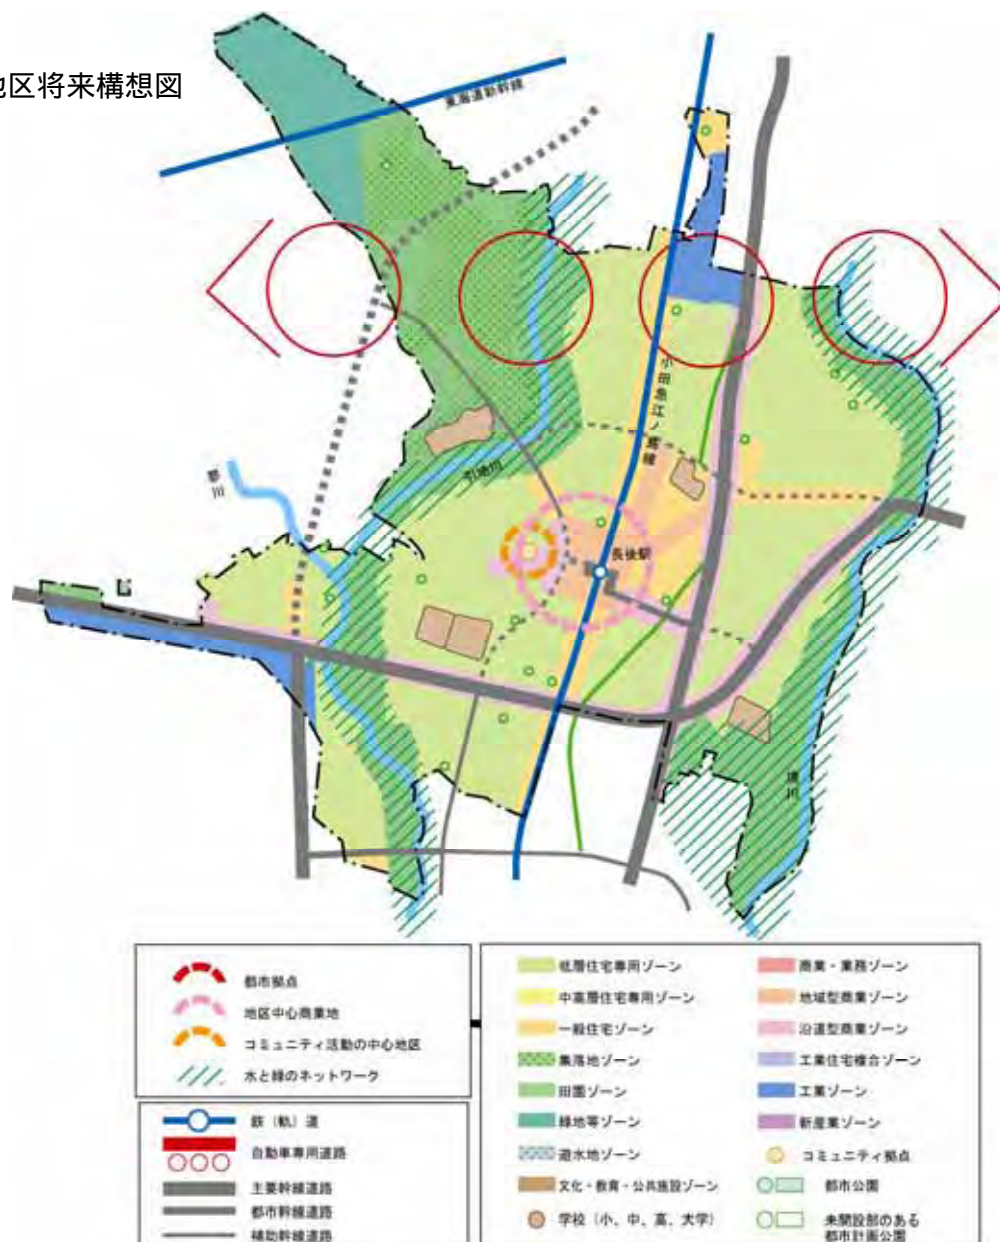 地区将来構想図
東海道新幹線
小田急江ノ島線
引地川
長後駅
境川
都市拠点
地区中心商業地
コミュニティ活動の中心地区
水と緑のネットワーク
鉄（軌）道
自動車専用道路
主要幹線道路
都市幹線道路
補助幹線道路
低層住宅専用ゾーン
中高層住宅専用ゾーン
一般住宅ゾーン
集落地ゾーン
田園ゾーン
緑地等ゾーン
遊水地ゾーン
文化・教育・公共施設ゾーン
学校（小、中、高、大学）
商業・業務ゾーン
地域型商業ゾーン
沿道型商業ゾーン
工業住宅複合ゾーン
工業ゾーン
新産業ゾーン
コミュニティ拠点
都市公園
未開設部のある
都市計画公園